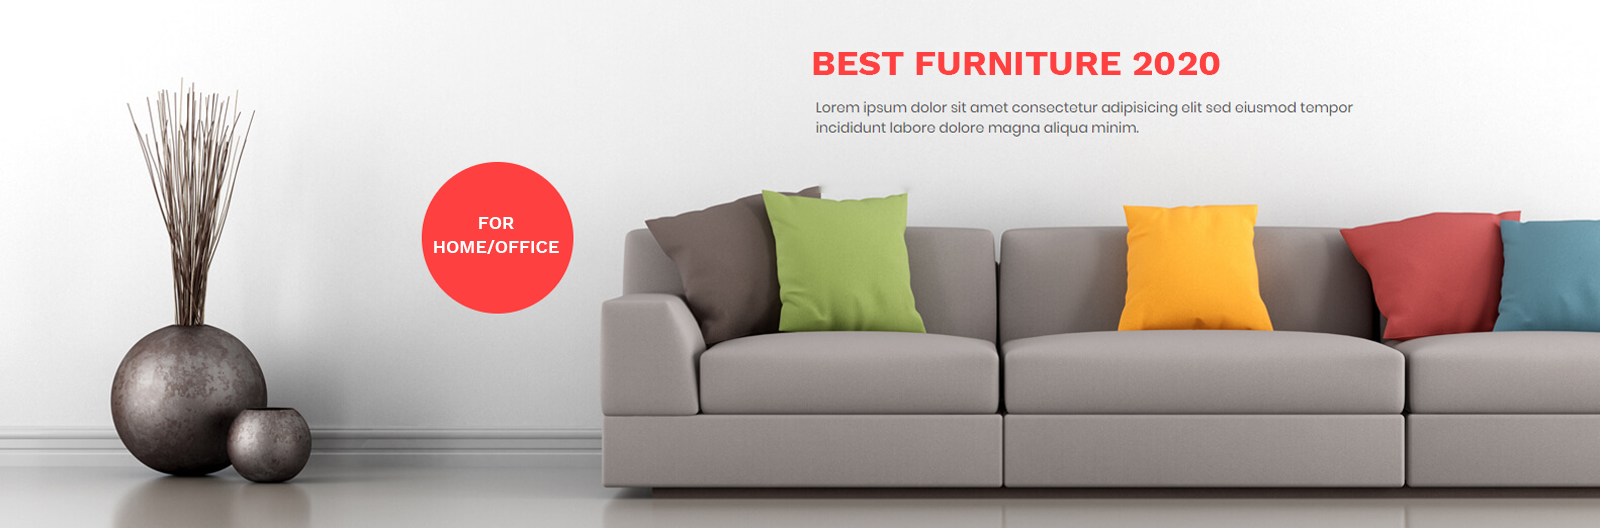 BEST FURNITURE 2020
Lorem ipsum dolor sit amet consectetur adipisicing elit sed eiusmod tempor
incididunt labore dolore magna aliqua minim.
FOR
HOME/OFFICE